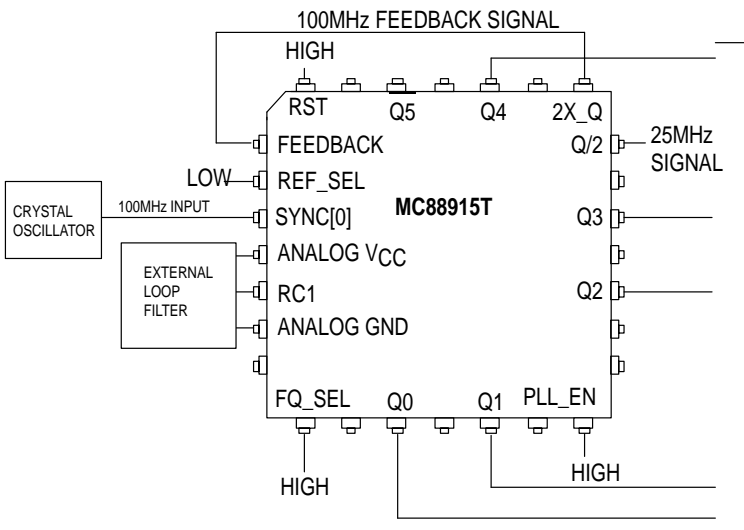 100MHz FEEDBACK SIGNAL
HIGH
RST
Q5
Q4
2X_Q
FEEDBACK
Q/2
25MHz
SIGNAL
LOW
REF_SEL
MC88915T
CRYSTAL
OSCILLATOR
100MHz INPUT
SYNC[0]
Q3
ANALOG VCC
EXTERNAL
LOOP
FILTER
RC1
Q2
ANALOG GND
FQ_SEL
Q0
Q1
PLL_EN
HIGH
HIGH